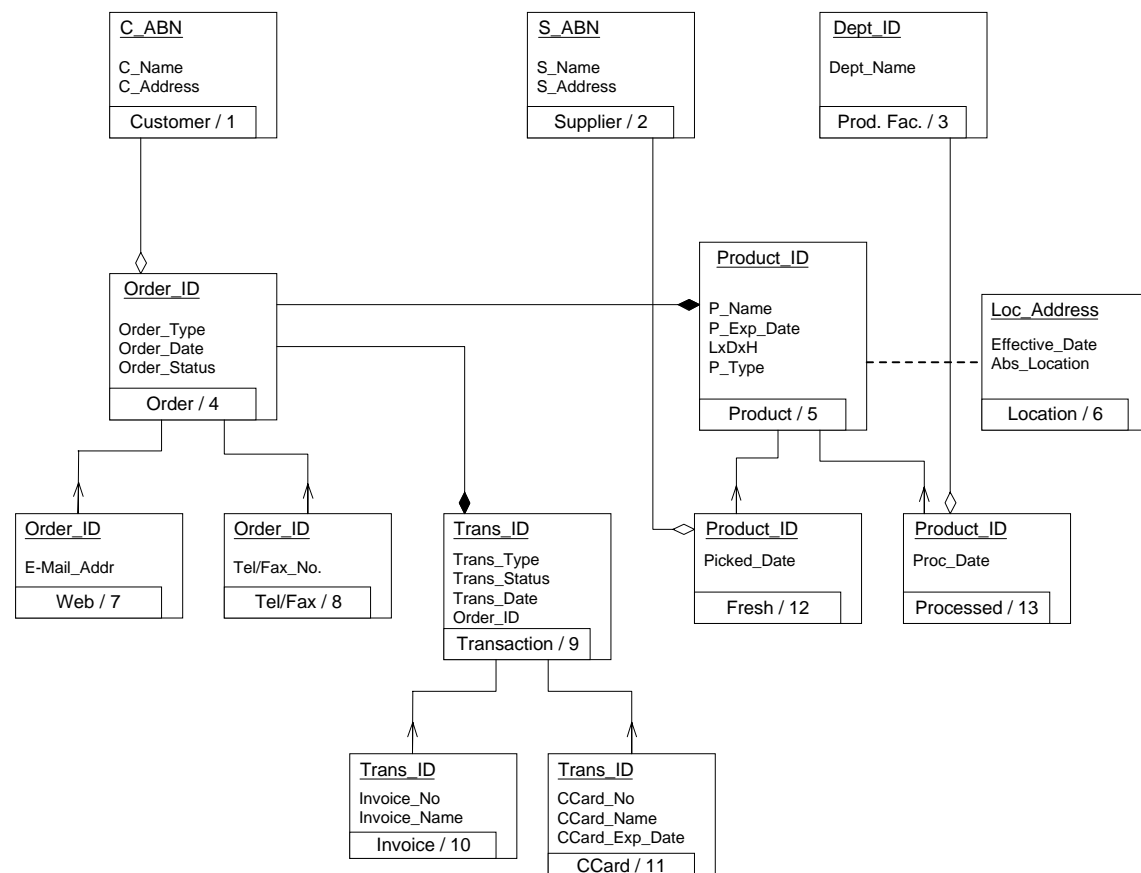 C_ABN
C_Name
C_Address
Customer / 1
S_ABN
S_Name
S_Address
Supplier / 2
Dept_ID
Dept_Name
Prod. Fac. / 3
Order_ID
Order_Type
Order_Date
Order_Status
Order / 4
Product_ID
P_Name
P_Exp_Date
LxDxH
P_Type
Product / 5
Loc_Address
Effective_Date
Abs_Location
Location / 6
Order_ID
E-Mail_Addr
Web / 7
Order_ID
Tel/Fax_No.
Tel/Fax / 8
Trans_ID
Trans_Type
Trans_Status
Trans_Date
Order_ID
Transaction / 9
Product_ID
Picked_Date
Fresh / 12
Product_ID
Proc_Date
Processed / 13
Trans_ID
Invoice_No
Invoice_Name
Invoice / 10
Trans_ID
CCard_No
CCard_Name
CCard_Exp_Date
CCard / 11